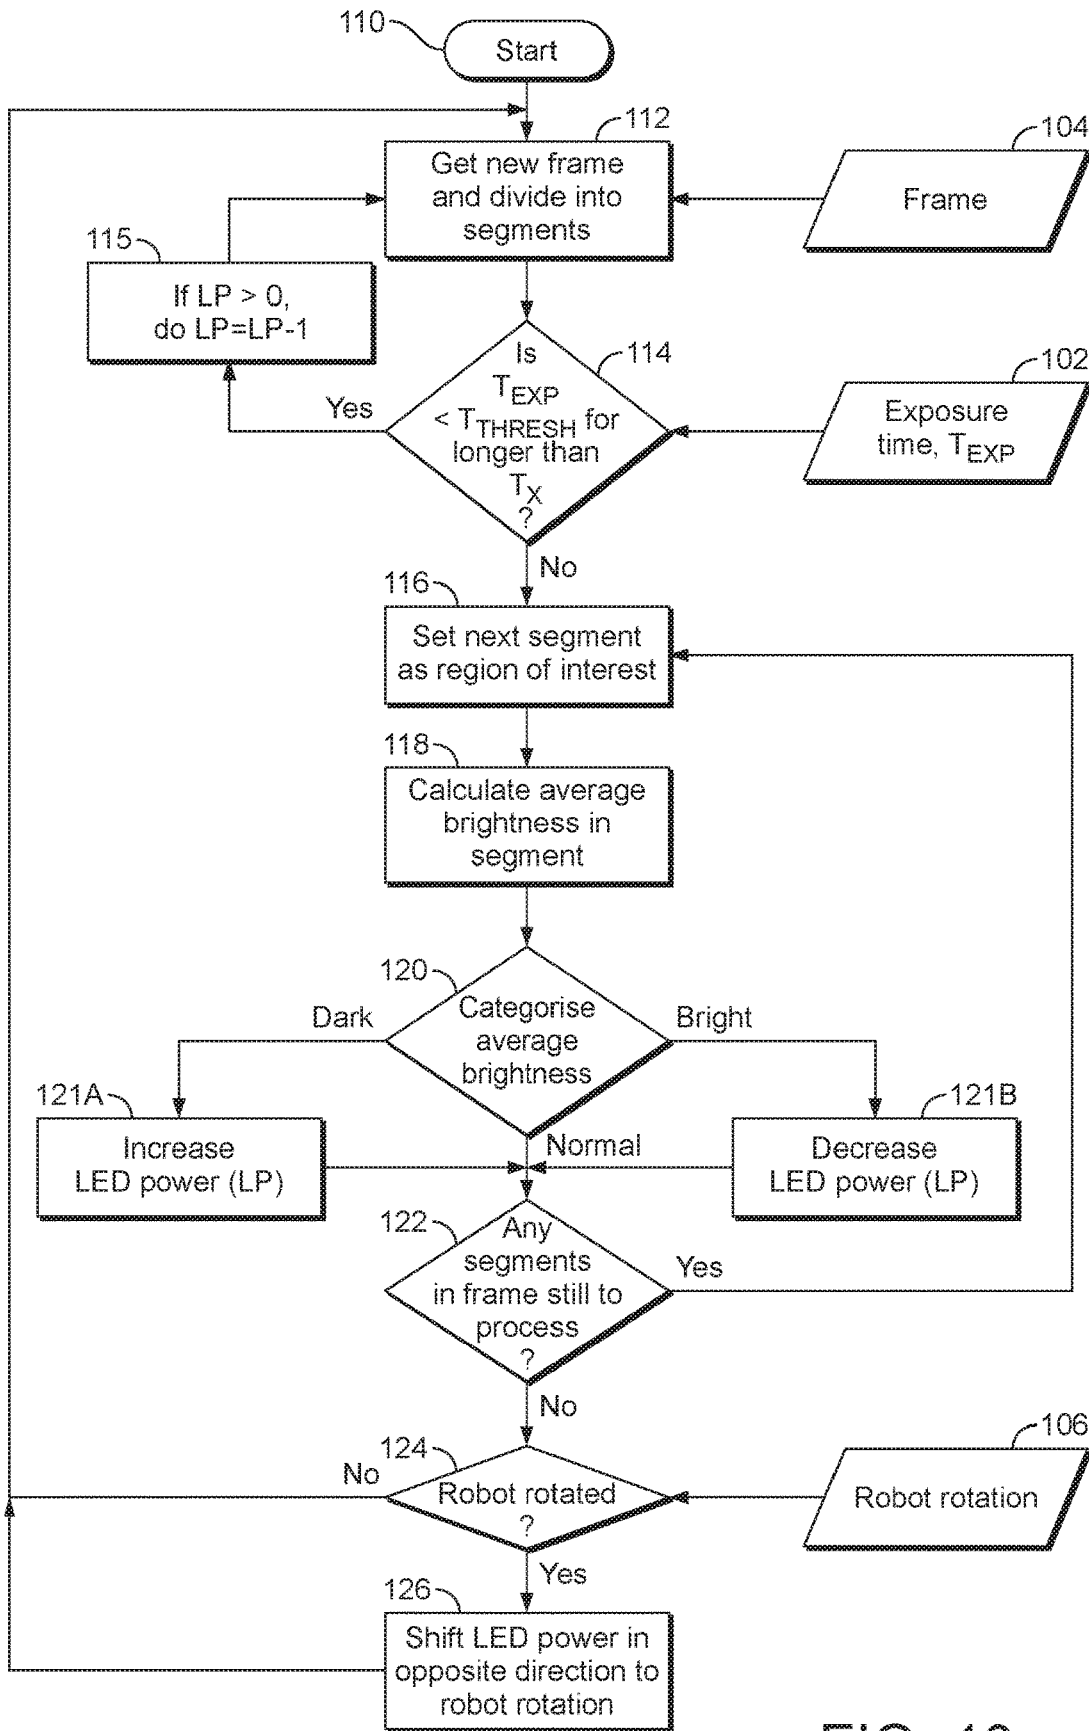 110
Start
112
Get new frame
and divide into
segments
104
Frame
115
If LP > 0,
do LP=LP-1
Yes
Is
TEXP
< TTHRESH for
longer than
TX
?
114
102
Exposure
time, TEXP
No
116
Set next segment
as region of interest
118
Calculate average
brightness in
segment
120
Categorise
average
brightness
Dark
Bright
121A
Increase
LED power (LP)
Normal
121B
Decrease
LED power (LP)
122
Any
segments
in frame still to
process
?
Yes
No
124
No
Robot rotated
?
106
Robot rotation
Yes
126
Shift LED power in
opposite direction to
robot rotation